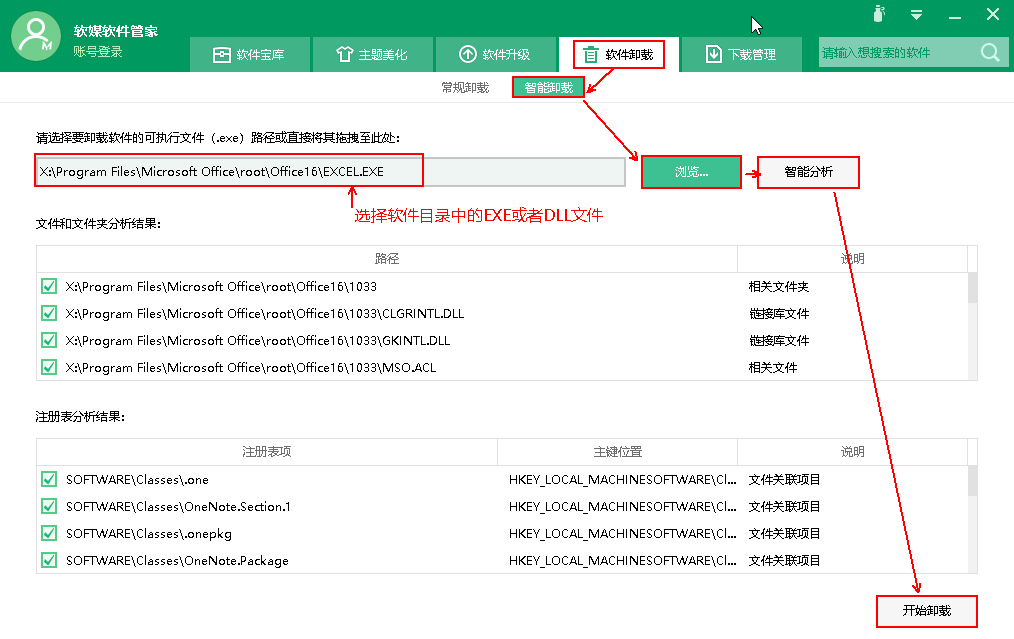 软媒软件管家
账号登录
软件宝库 主题美化 软件升级 软件卸载 下载管理 请输入想搜索的软件
常规卸载 智能卸载
请选择要卸载软件的可执行文件（.exe）路径或直接将其拖拽至此处:
X:\Program Files\Microsoft Office\root\Office16\EXCEL.EXE 浏览... 智能分析
选择软件目录中的EXE或者DLL文件
文件和文件夹分析结果:
路径 说明
X:\Program Files\Microsoft Office\root\Office16\1033 相关文件夹
X:\Program Files\Microsoft Office\root\Office16\1033\CLGRINTL.DLL 链接库文件
X:\Program Files\Microsoft Office\root\Office16\1033\GKINTL.DLL 链接库文件
X:\Program Files\Microsoft Office\root\Office16\1033\MSO.ACL 相关文件
注册表分析结果:
注册表项 主键位置 说明
SOFTWARE\Classes\.one HKEY_LOCAL_MACHINESOFTWARE\Cl... 文件关联项目
SOFTWARE\Classes\OneNote.Section.1 HKEY_LOCAL_MACHINESOFTWARE\Cl... 文件关联项目
SOFTWARE\Classes\.onepkg HKEY_LOCAL_MACHINESOFTWARE\Cl... 文件关联项目
SOFTWARE\Classes\OneNote.Package HKEY_LOCAL_MACHINESOFTWARE\Cl... 文件关联项目
开始卸载